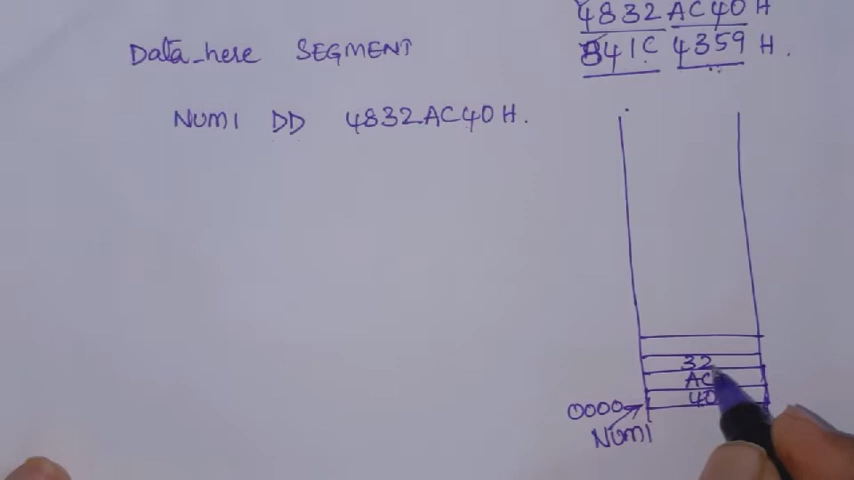 4832 AC40 H
841C 4359 H.
Data_here SEGMENT
NUM1 DD 4832AC40H.
32
AC
40
0000
NUM1